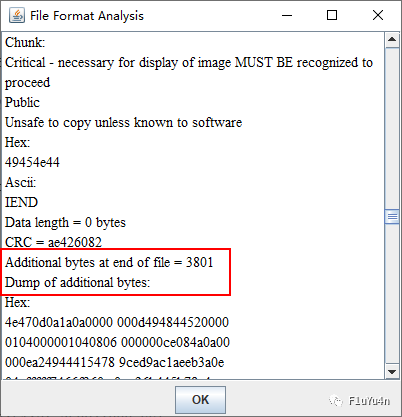 File Format Analysis
Chunk:
Critical - necessary for display of image MUST BE recognized to
proceed
Public
Unsafe to copy unless known to software
Hex:
49454e44
Ascii:
IEND
Data length = 0 bytes
CRC = ae426082
Additional bytes at end of file = 3801
Dump of additional bytes:
Hex:
4e470d0a1a0a0000 000d494844520000
0104000001040806 000000ce084a0a00
000ea24944415478 9ced9ac1aeeb3a0e
OK
F1uYu4n